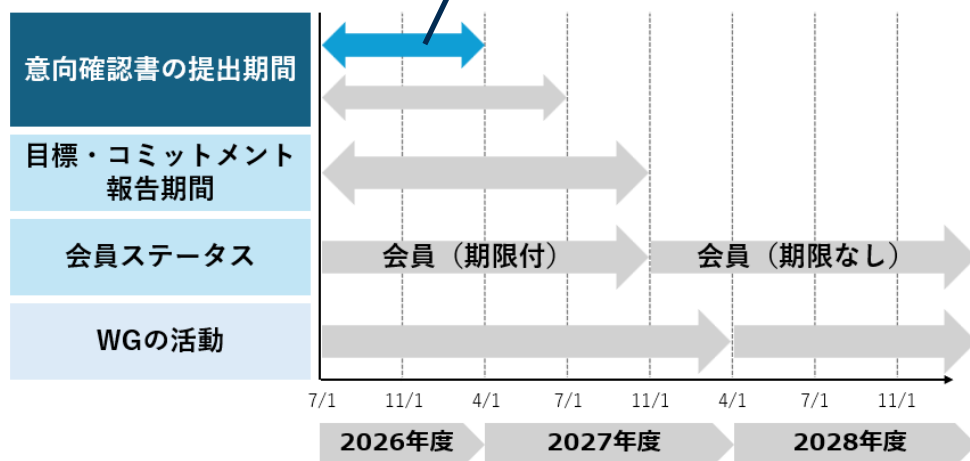 意向確認書の提出期間
目標・コミットメント
報告期間
会員ステータス
会員（期限付）
会員（期限なし）
WGの活動
7/1
11/1
4/1
7/1
11/1
4/1
7/1
11/1
2026年度
2027年度
2028年度